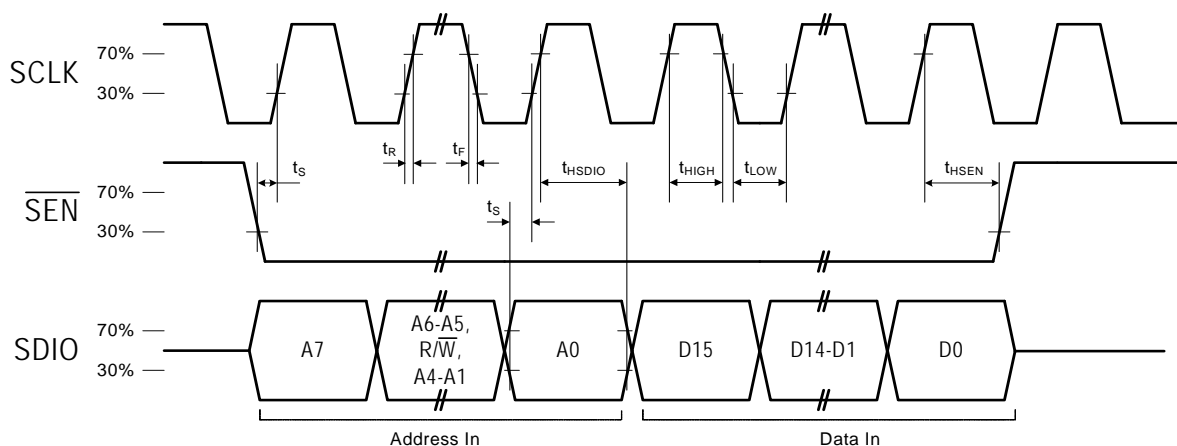 SCLK
70%
30%
tS
tR
tF
tHSDIO
tHIGH
tLOW
tHSEN
SEN
70%
30%
tS
SDIO
70%
30%
A7
A6-A5,
R/W,
A4-A1
A0
D15
D14-D1
D0
Address In
Data In